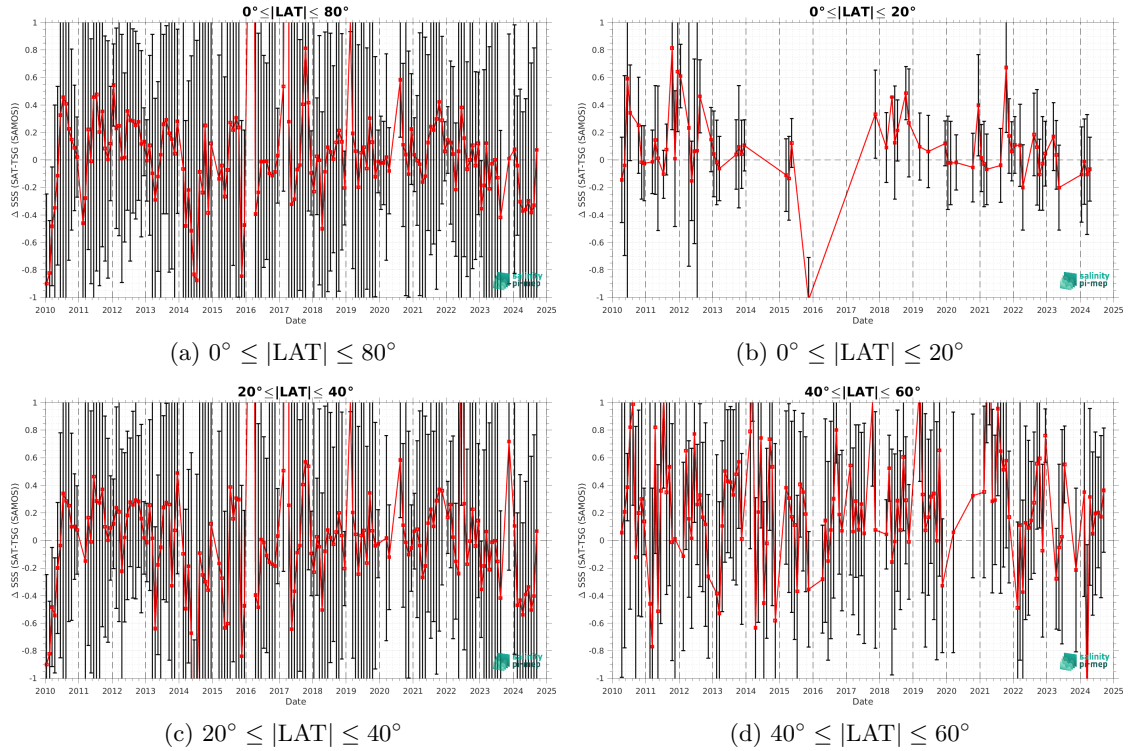 0°≤|LAT|≤ 80°
Δ SSS (SAT-TSG (SAMOS))
1
0.8
0.6
0.4
0.2
0
-0.2
-0.4
-0.6
-0.8
-1
2010 2011 2012 2013 2014 2015 2016 2017 2018 2019 2020 2021 2022 2023 2024 2025
Date
salinity
pi-mep
(a) 0° ≤ |LAT| ≤ 80°
0°≤|LAT|≤ 20°
Δ SSS (SAT-TSG (SAMOS))
1
0.8
0.6
0.4
0.2
0
-0.2
-0.4
-0.6
-0.8
-1
2010 2011 2012 2013 2014 2015 2016 2017 2018 2019 2020 2021 2022 2023 2024 2025
Date
salinity
pi-mep
(b) 0° ≤ |LAT| ≤ 20°
20°≤|LAT|≤ 40°
Δ SSS (SAT-TSG (SAMOS))
1
0.8
0.6
0.4
0.2
0
-0.2
-0.4
-0.6
-0.8
-1
2010 2011 2012 2013 2014 2015 2016 2017 2018 2019 2020 2021 2022 2023 2024 2025
Date
salinity
pi-mep
(c) 20° ≤ |LAT| ≤ 40°
40°≤|LAT|≤ 60°
Δ SSS (SAT-TSG (SAMOS))
1
0.8
0.6
0.4
0.2
0
-0.2
-0.4
-0.6
-0.8
-1
2010 2011 2012 2013 2014 2015 2016 2017 2018 2019 2020 2021 2022 2023 2024 2025
Date
salinity
pi-mep
(d) 40° ≤ |LAT| ≤ 60°